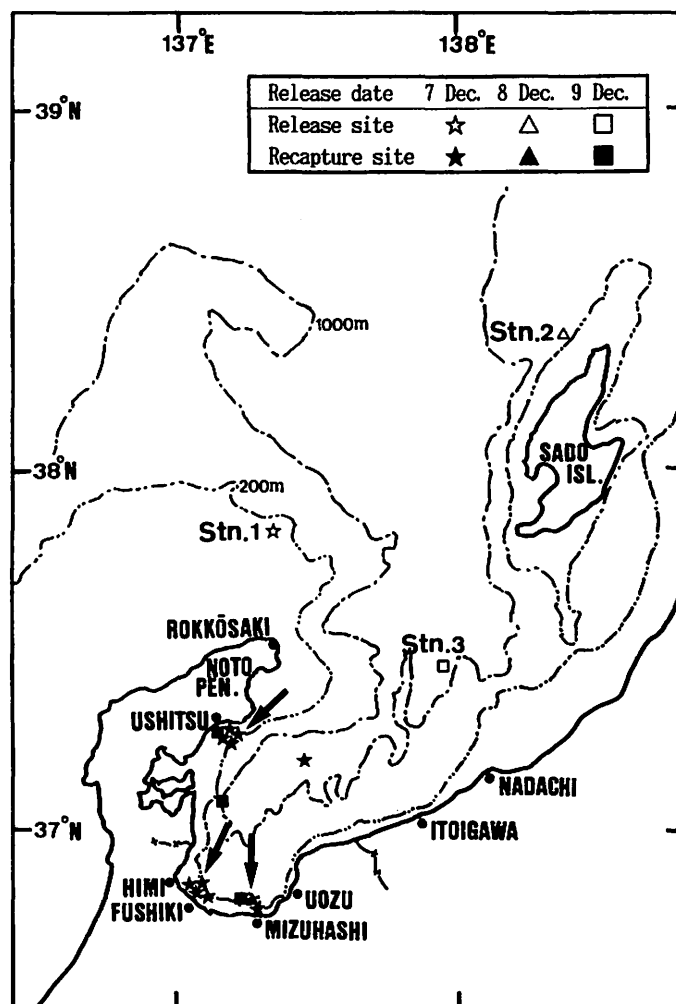 137°E 138°E
39°N
Release date 7 Dec. 8 Dec. 9 Dec.
Release site ☆ △ □
Recapture site ★ ▲ ■
1000m
Stn.2 △
SADO
ISL.
38°N
200m
Stn.1 ☆
ROKKŌSAKI
NOTO
PEN.
Stn.3
USHITSU
NADACHI
37°N
ITOIGAWA
HIMI
UOZU
FUSHIKI
MIZUHASHI